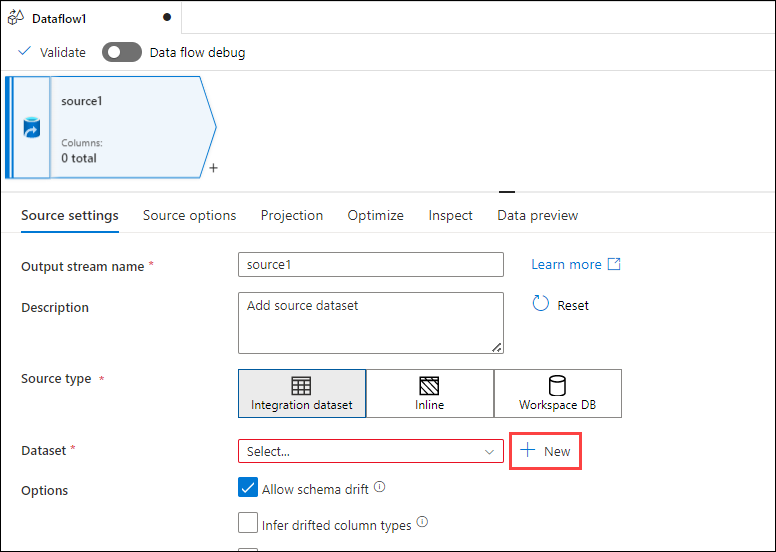 Dataflow1
Validate Data flow debug
source1
Columns:
0 total
+
Source settings Source options Projection Optimize Inspect Data preview
Output stream name * source1 Learn more
Description Add source dataset Reset
Source type * Integration dataset Inline Workspace DB
Dataset * Select... + New
Options Allow schema drift
Infer drifted column types